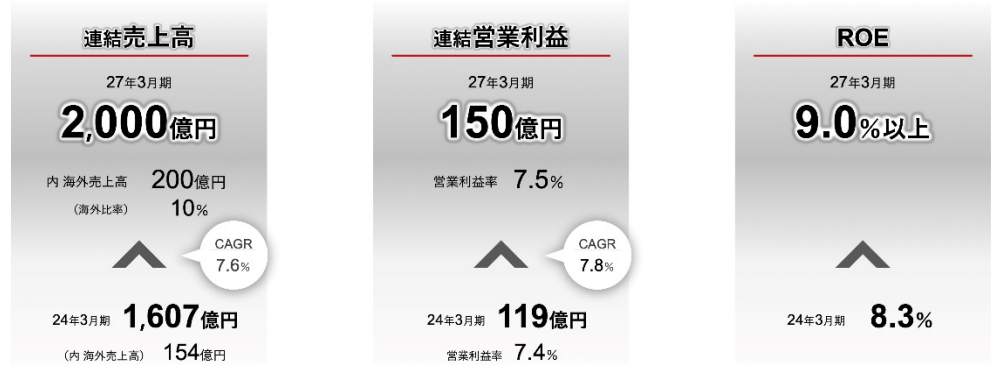 連結売上高
27年3月期
2,000億円
内 海外売上高 200億円
（海外比率） 10%
CAGR
7.6%
24年3月期 1,607億円
（内 海外売上高） 154億円
連結営業利益
27年3月期
150億円
営業利益率 7.5%
CAGR
7.8%
24年3月期 119億円
営業利益率 7.4%
ROE
27年3月期
9.0%以上
24年3月期 8.3%